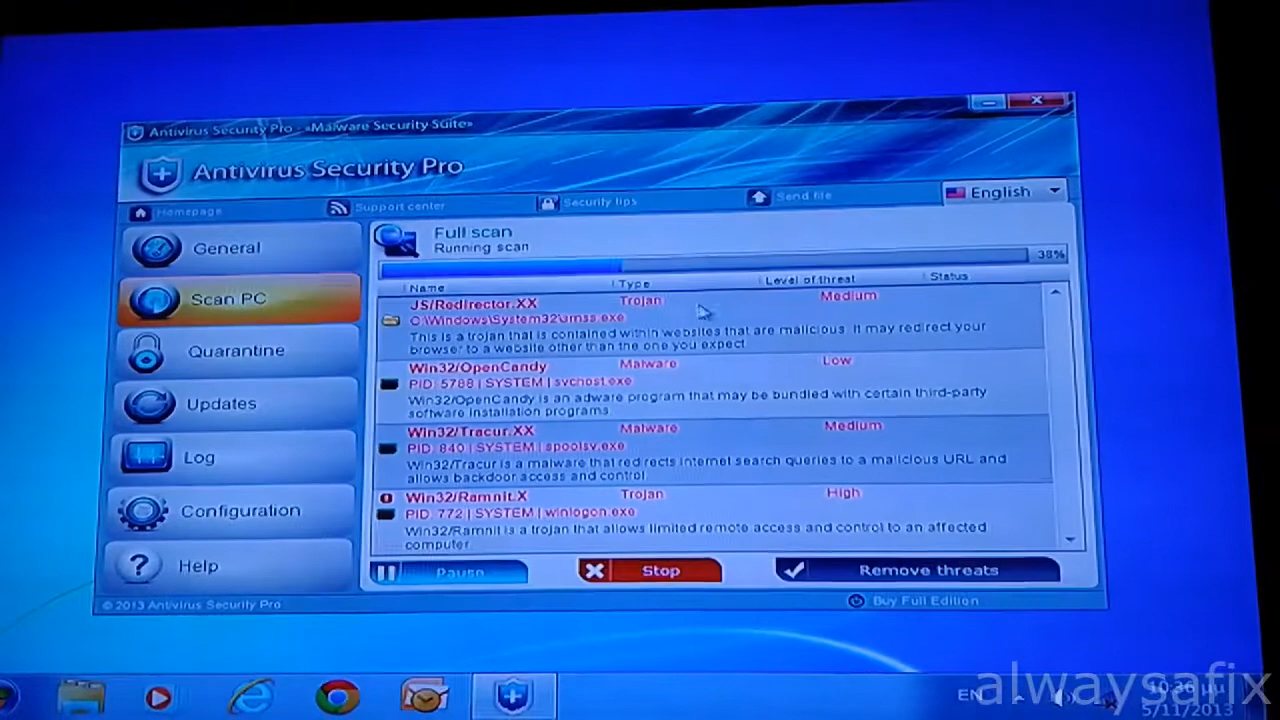 Antivirus Security Pro - «Malware Security Suite»
Antivirus Security Pro
Homepage
Support center
Security tips
Send file
English
General
Scan PC
Quarantine
Updates
Log
Configuration
Help
Full scan
Running scan
38%
Name Type Level of threat Status
JS/Redirector.XX Trojan Medium
C:\Windows\System32\smss.exe
This is a trojan that is contained within websites that are malicious. It may redirect your
browser to a website other than the one you expect
Win32/OpenCandy Malware Low
PID: 5788 | SYSTEM | svchost.exe
Win32/OpenCandy is an adware program that may be bundled with certain third-party
software installation programs.
Win32/Tracur.XX Malware Medium
PID: 840 | SYSTEM | spoolsv.exe
Win32/Tracur is a malware that redirects Internet search queries to a malicious URL and
allows backdoor access and control.
Win32/Ramnit.X Trojan High
PID: 772 | SYSTEM | winlogon.exe
Win32/Ramnit is a trojan that allows limited remote access and control to an affected
computer.
Pause
Stop
Remove threats
© 2013 Antivirus Security Pro
Buy Full Edition
EN
10:36 μμ
5/11/2013
alwaysafix